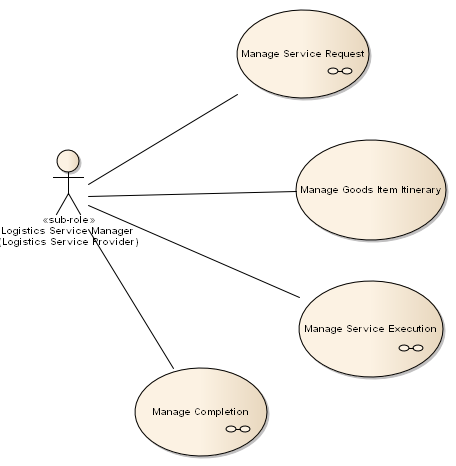 Manage Service Request
Manage Goods Item Itinerary
«sub-role»
Logistics Service Manager
(Logistics Service Provider)
Manage Service Execution
Manage Completion